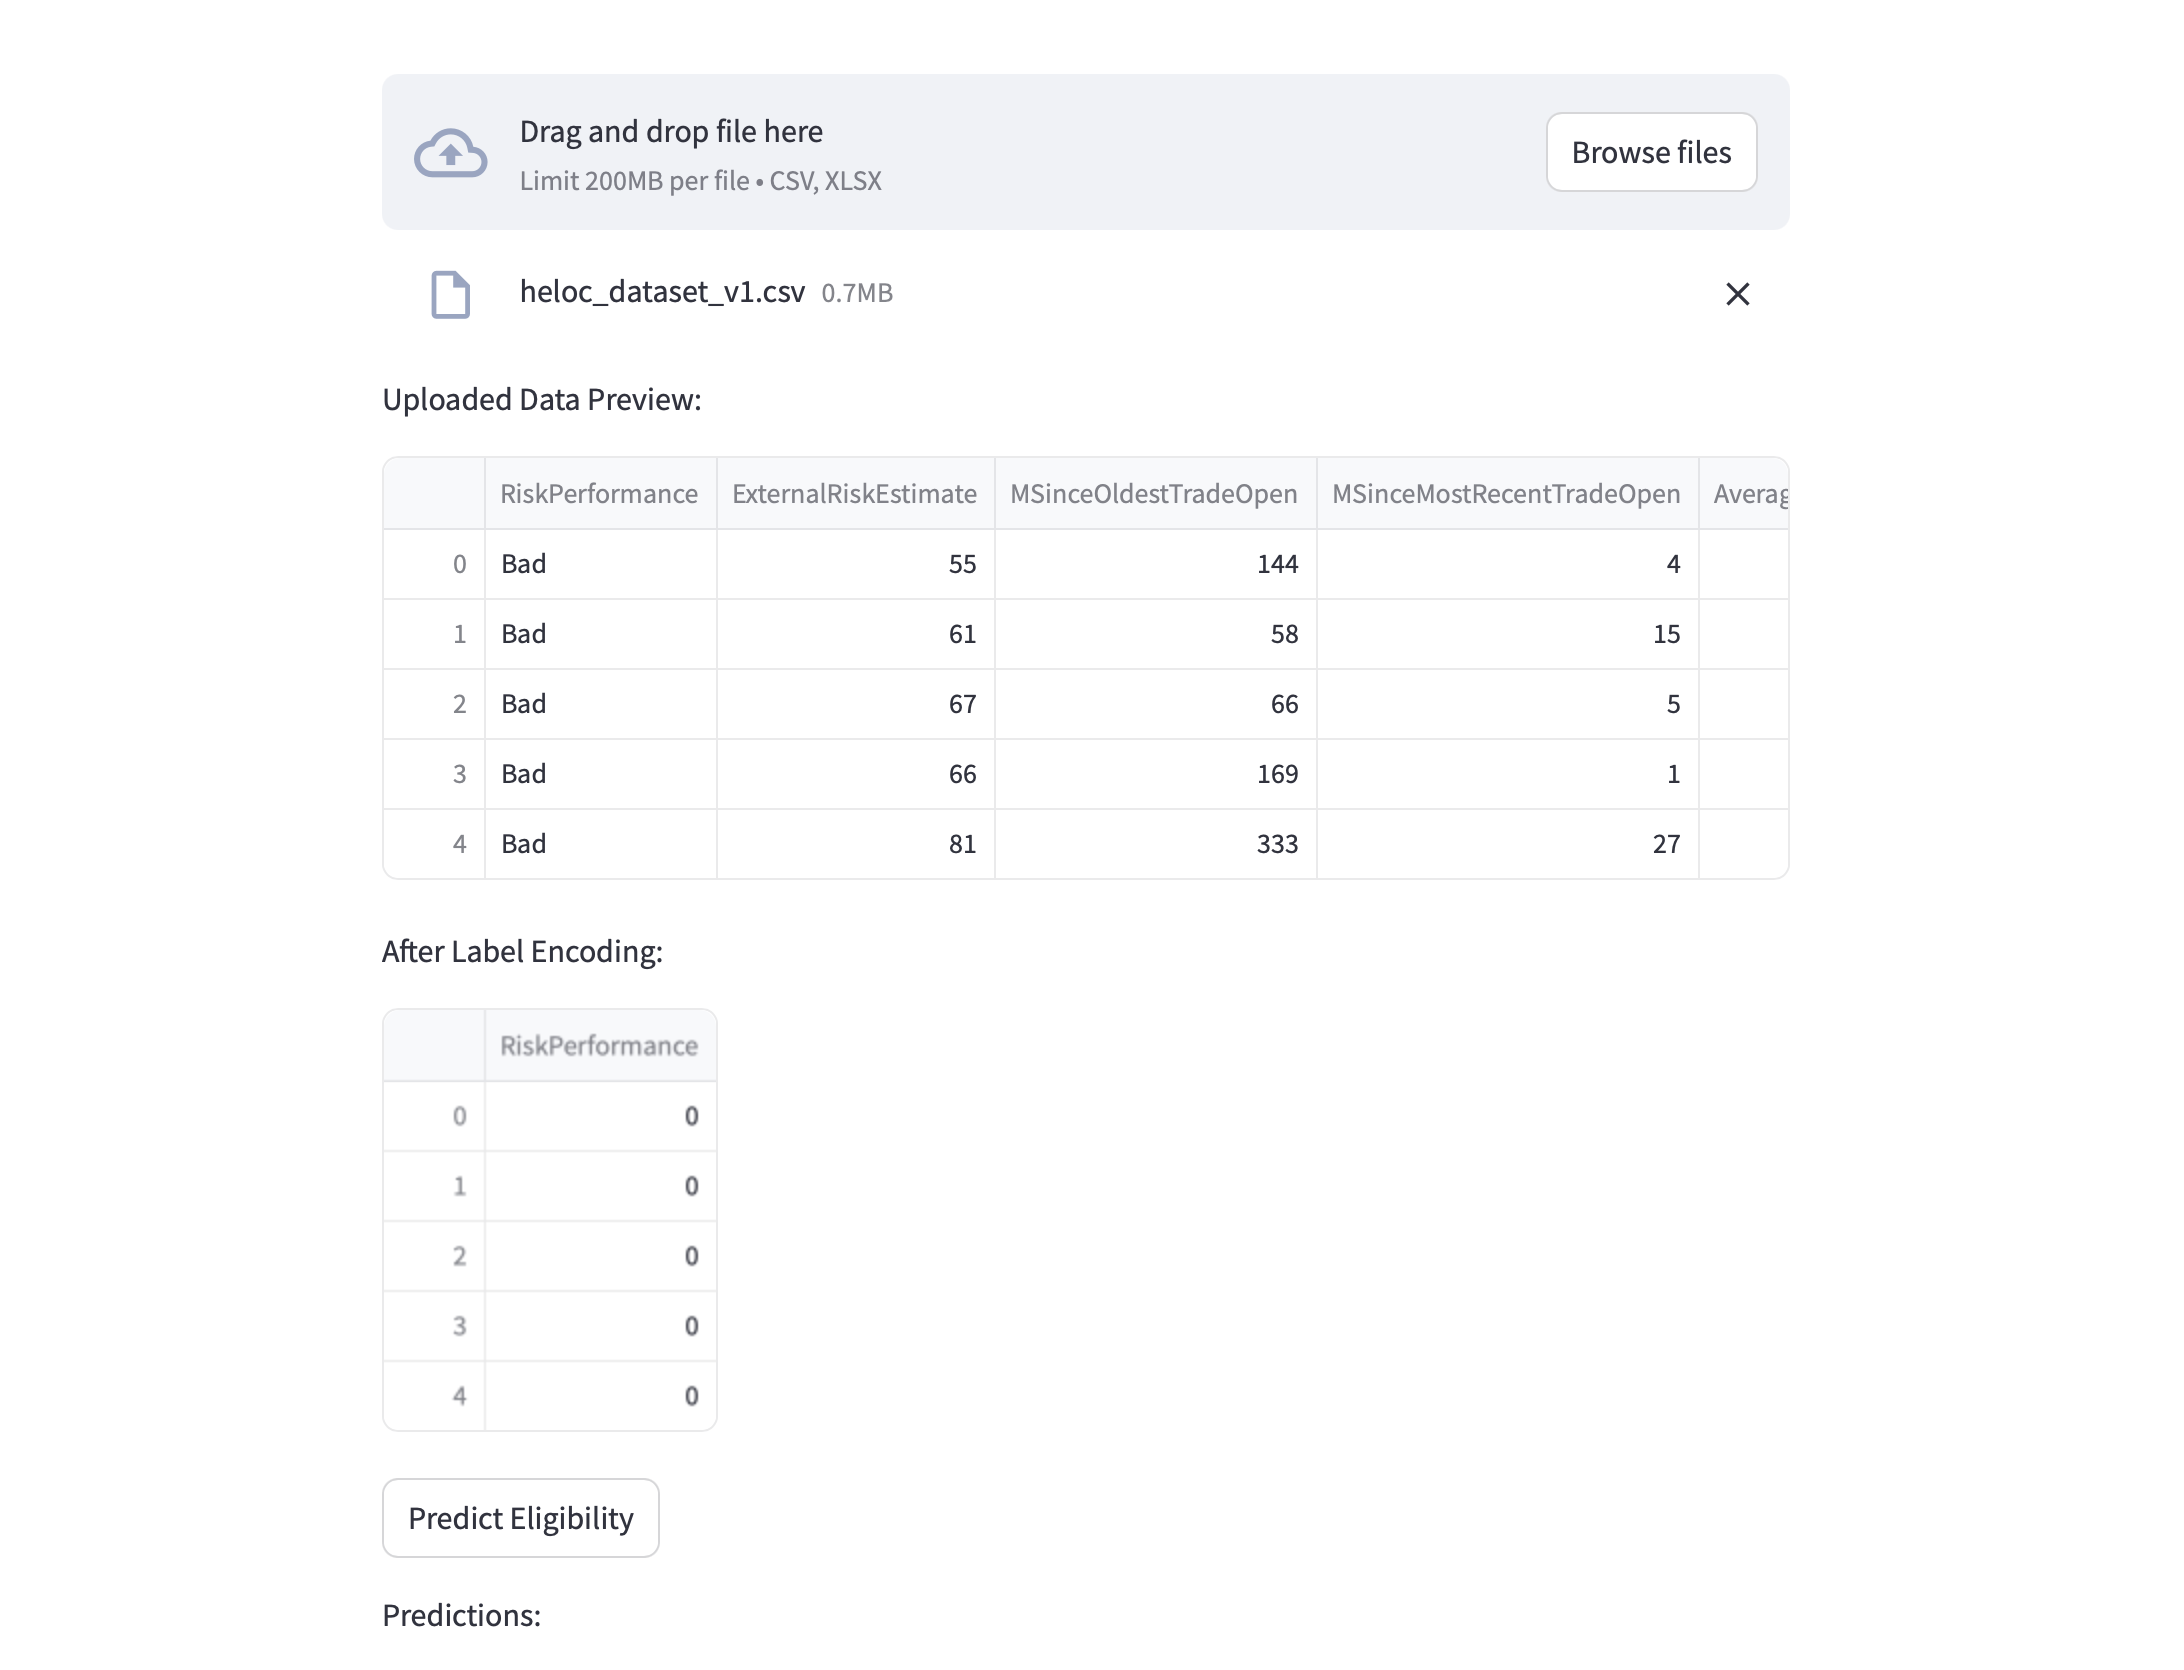 Drag and drop file here
Limit 200MB per file • CSV, XLSX
Browse files
heloc_dataset_v1.csv 0.7MB
Uploaded Data Preview:
RiskPerformance ExternalRiskEstimate MSinceOldestTradeOpen MSinceMostRecentTradeOpen Averag
0 Bad 55 144 4
1 Bad 61 58 15
2 Bad 67 66 5
3 Bad 66 169 1
4 Bad 81 333 27
After Label Encoding:
RiskPerformance
0 0
1 0
2 0
3 0
4 0
Predict Eligibility
Predictions: